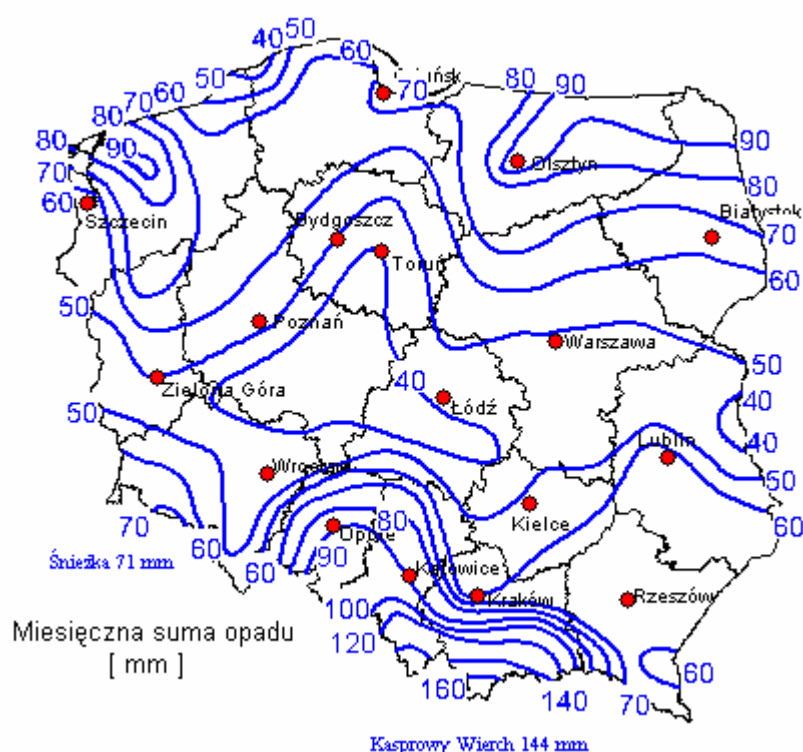 40 50
50
60
60
70
80
80
90
70
60
80
90
90
80
70
60
Szczecin
Bydgoszcz
Toruń
Olsztyn
Białystok
70
60
50
Poznań
Warszawa
50
Zielona Góra
40
Łódź
40
40
50
Lublin
50
60
Kielce
80
70
60
60
90
Śnieżka 71 mm
Katowice
Kraków
Rzeszów
100
120
160
140
70
60
Miesięczna suma opadu
[ mm ]
Kasprowy Wierch 144 mm